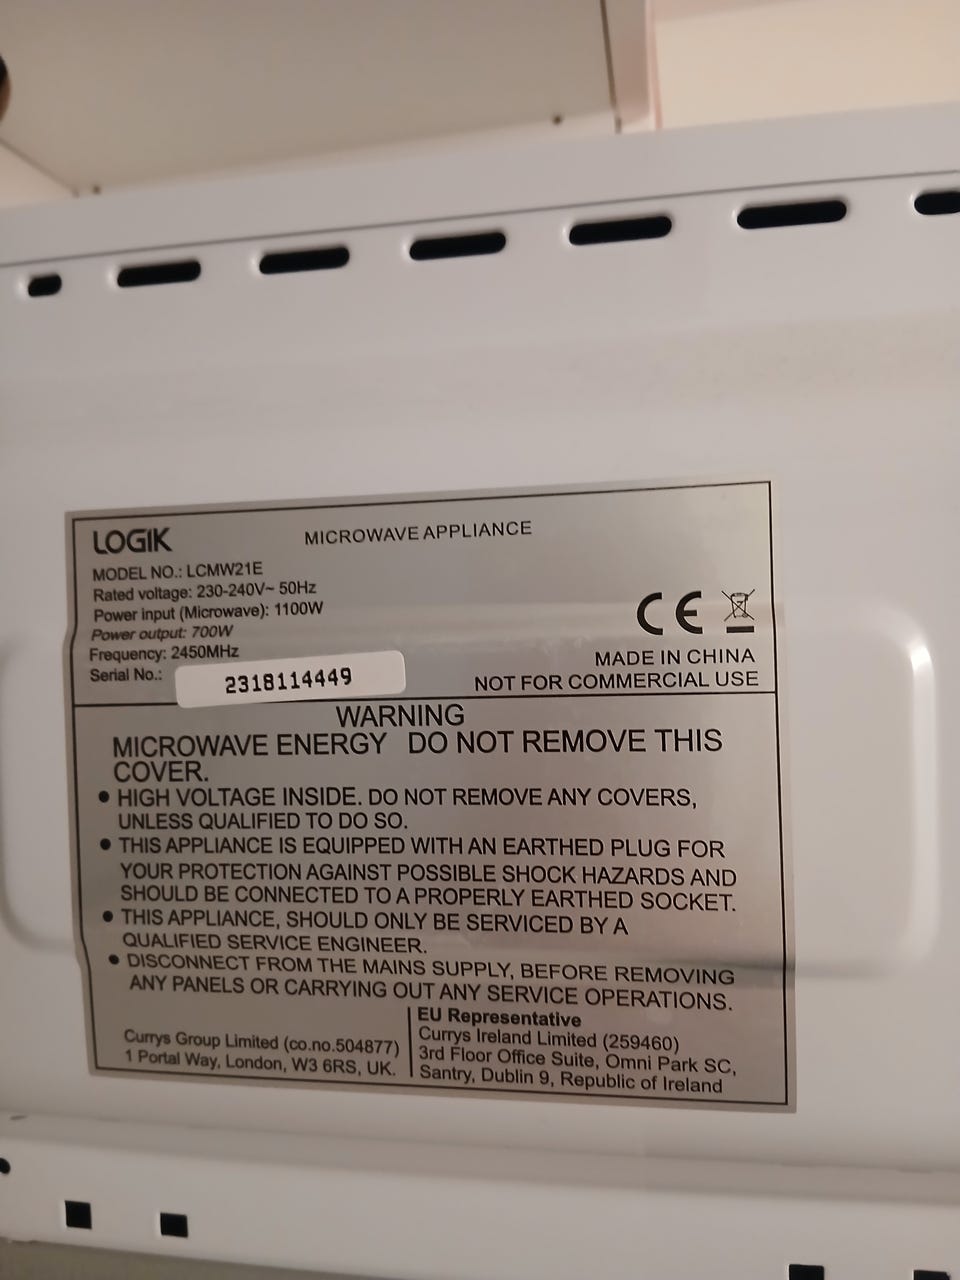 LOGIK
MICROWAVE APPLIANCE
MODEL NO.: LCMW21E
Rated voltage: 230-240V~ 50Hz
Power input (Microwave): 1100W
Power output: 700W
Frequency: 2450MHz
Serial No.: 2318114449
CE
MADE IN CHINA
NOT FOR COMMERCIAL USE
WARNING
MICROWAVE ENERGY DO NOT REMOVE THIS
COVER.
• HIGH VOLTAGE INSIDE. DO NOT REMOVE ANY COVERS,
UNLESS QUALIFIED TO DO SO.
• THIS APPLIANCE IS EQUIPPED WITH AN EARTHED PLUG FOR
YOUR PROTECTION AGAINST POSSIBLE SHOCK HAZARDS AND
SHOULD BE CONNECTED TO A PROPERLY EARTHED SOCKET.
• THIS APPLIANCE, SHOULD ONLY BE SERVICED BY A
QUALIFIED SERVICE ENGINEER.
• DISCONNECT FROM THE MAINS SUPPLY, BEFORE REMOVING
ANY PANELS OR CARRYING OUT ANY SERVICE OPERATIONS.
Currys Group Limited (co.no.504877)
1 Portal Way, London, W3 6RS, UK.
EU Representative
Currys Ireland Limited (259460)
3rd Floor Office Suite, Omni Park SC,
Santry, Dublin 9, Republic of Ireland